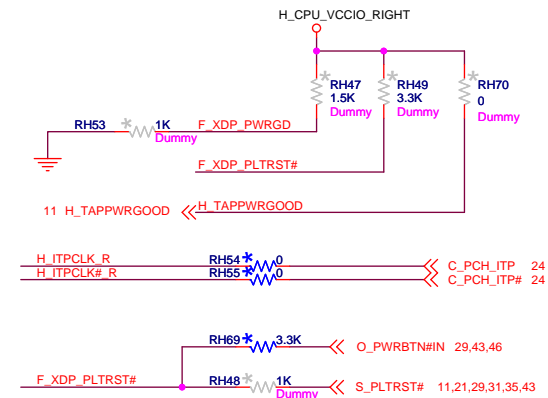 H_CPU_VCCIO_RIGHT
* RH47 * RH49 * RH70
1.5K 3.3K 0
Dummy Dummy Dummy
RH53 * 1K F_XDP_PWRGD
Dummy
F_XDP_PLTRST#
11 H_TAPPWRGOOD H_TAPPWRGOOD
H_ITPCLK_R RH54 * 0 C_PCH_ITP 24
H_ITPCLK#_R RH55 * 0 C_PCH_ITP# 24
RH69 * 3.3K O_PWRBTN#IN 29,43,46
F_XDP_PLTRST# RH48 * 1K S_PLTRST# 11,21,29,31,35,43
Dummy